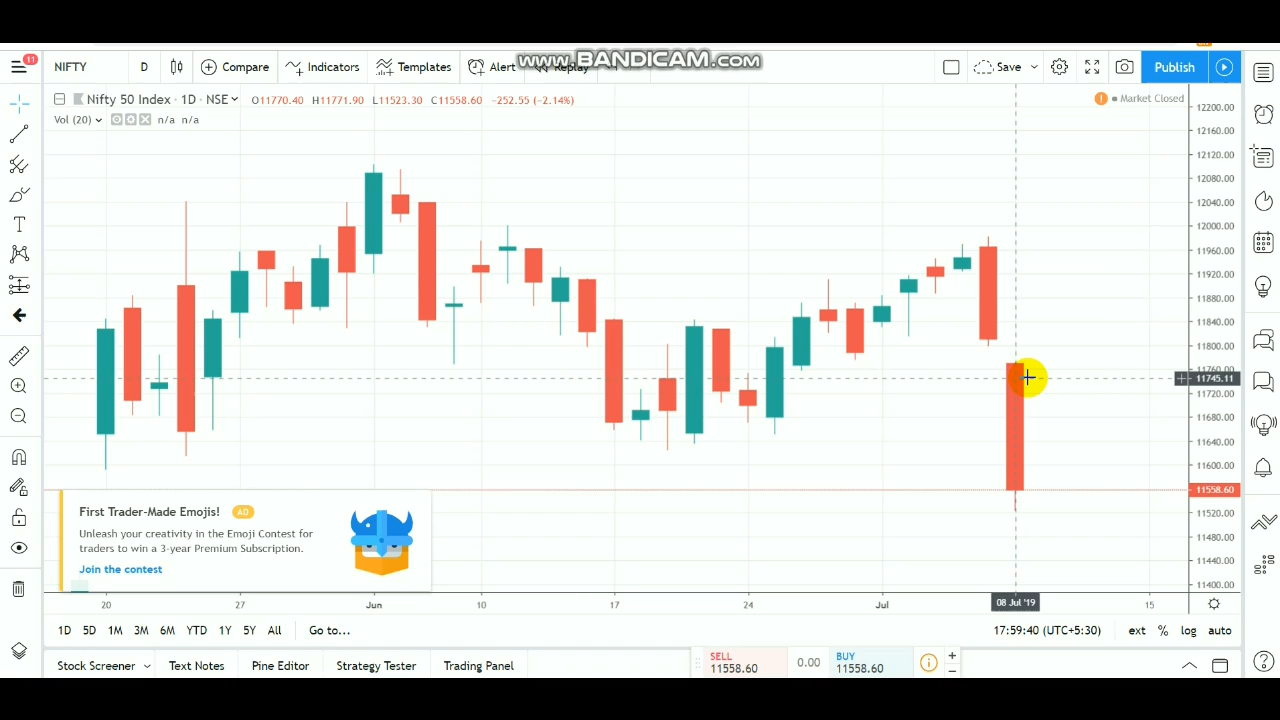 www.BANDICAM.com
11
NIFTY
D
Compare
Indicators
Templates
Alert
Replay
Save
Publish
Nifty 50 Index · 1D · NSE
O11770.40 H11771.90 L11523.30 C11558.60 -252.55 (-2.14%)
Market Closed
Vol (20)
n/a n/a
12200.00
12160.00
12120.00
12080.00
12040.00
12000.00
11960.00
11920.00
11880.00
11840.00
11800.00
11760.00
11745.11
11720.00
11680.00
11640.00
11600.00
11558.60
11520.00
11480.00
11440.00
11400.00
First Trader-Made Emojis! AD
Unleash your creativity in the Emoji Contest for
traders to win a 3-year Premium Subscription.
Join the contest
20 27 Jun 10 17 24 Jul 08 Jul '19 15
1D 5D 1M 3M 6M YTD 1Y 5Y All Go to... 17:59:40 (UTC+5:30) ext % log auto
Stock Screener Text Notes Pine Editor Strategy Tester Trading Panel
SELL
11558.60
0.00
BUY
11558.60